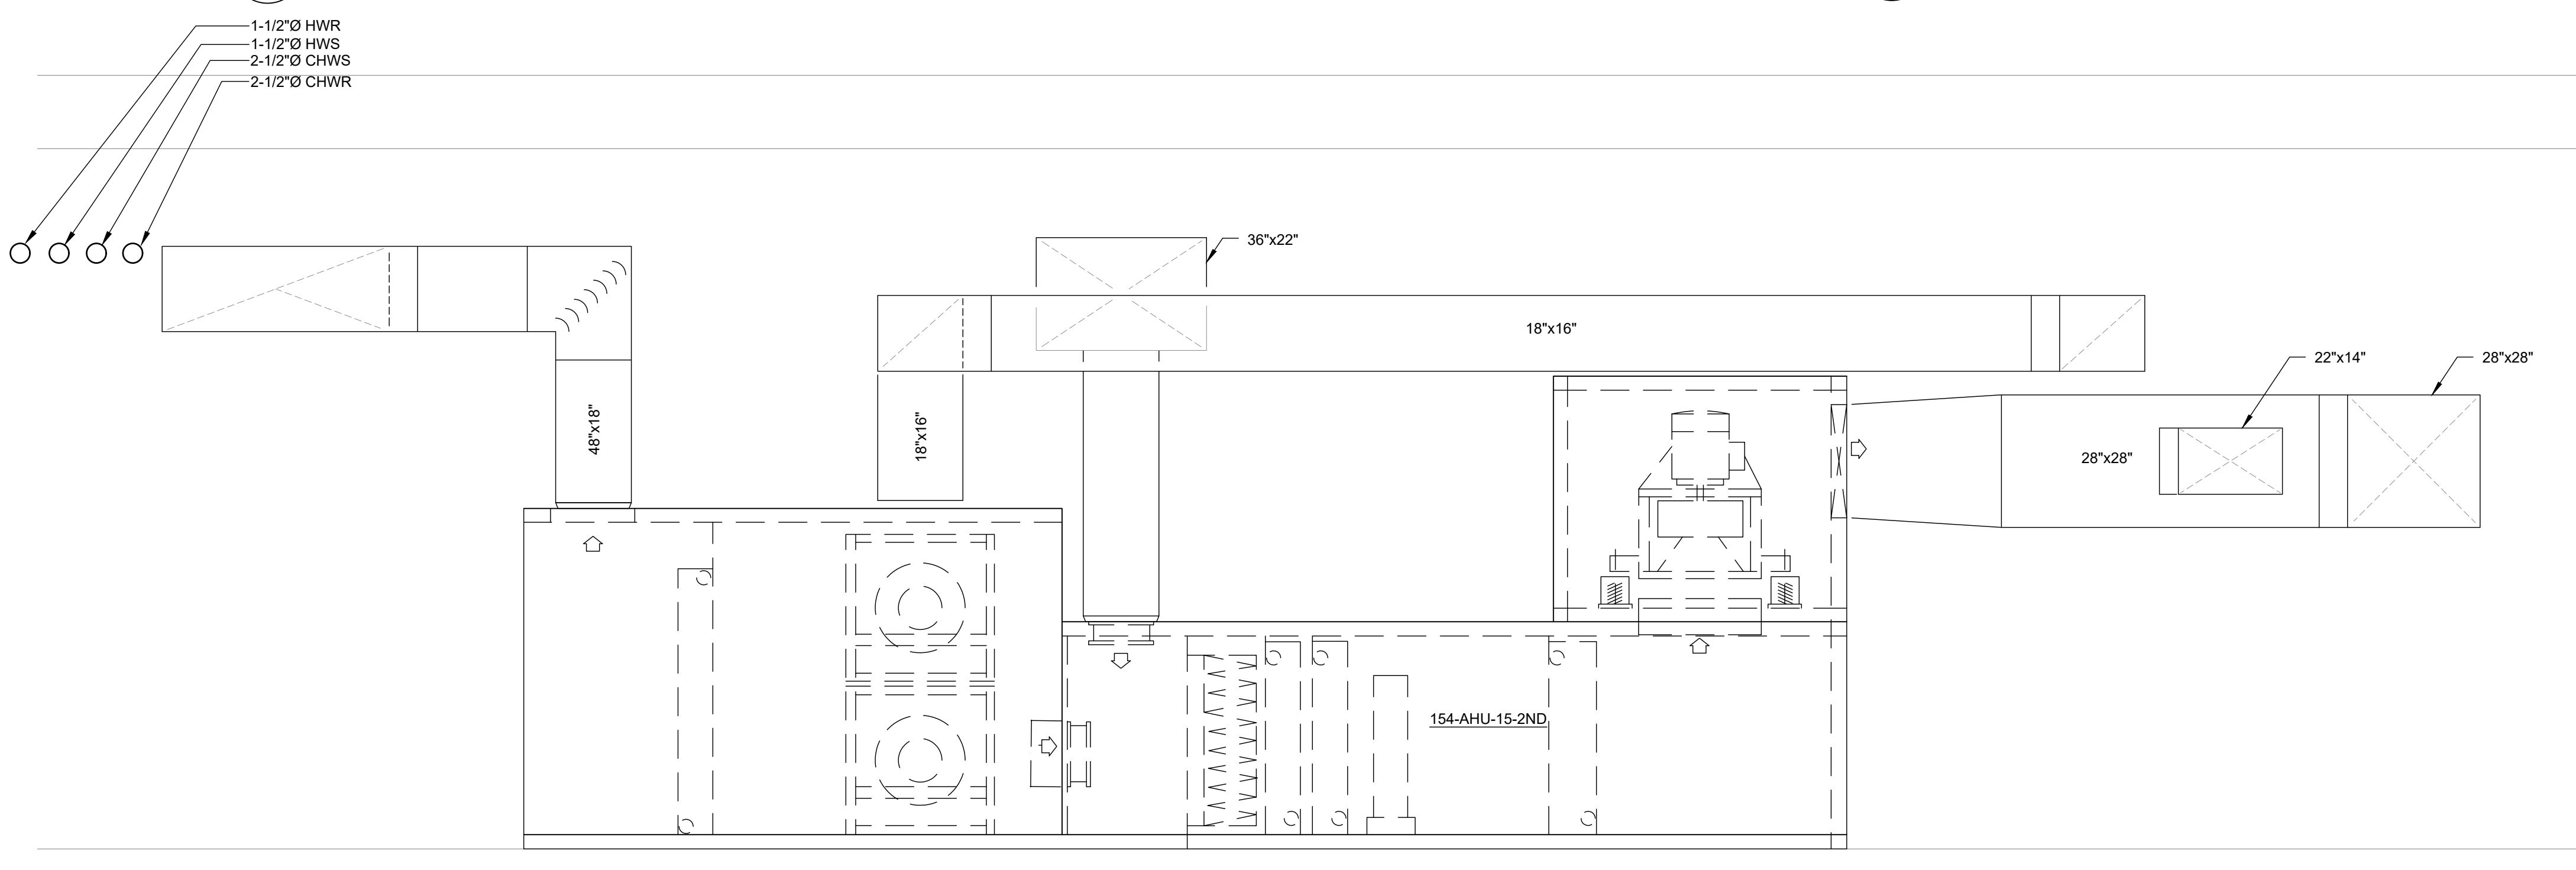 1-1/2"Ø HWR
1-1/2"Ø HWS
2-1/2"Ø CHWS
2-1/2"Ø CHWR
36"x22"
18"x16"
22"x14"
28"x28"
48"x18"
18"x16"
28"x28"
154-AHU-15-2ND